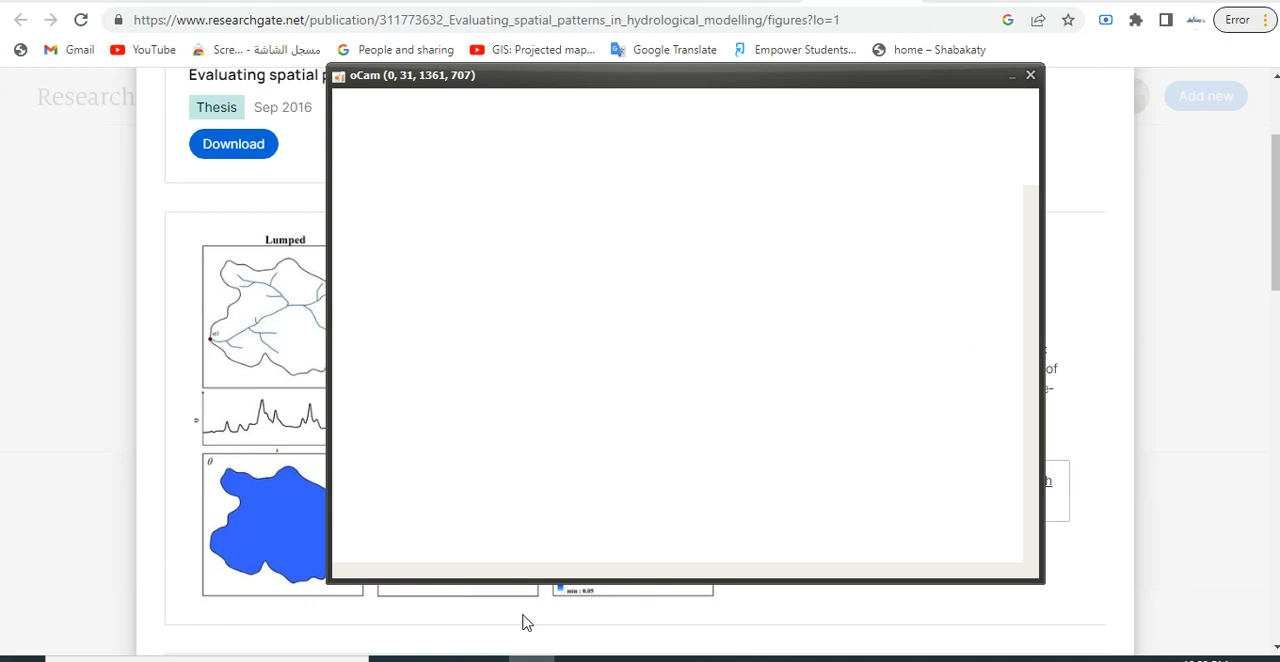 https://www.researchgate.net/publication/311773632_Evaluating_spatial_patterns_in_hydrological_modelling/figures?lo=1
Error
Gmail
YouTube
Scre... - مسجل الشاشة
People and sharing
GIS: Projected map...
Google Translate
Empower Students...
home – Shabakaty
Research
Evaluating spatial p
oCam (0, 31, 1361, 707)
Add new
Thesis
Sep 2016
Download
Lumped
of
e-
h
θ
min : 0.05